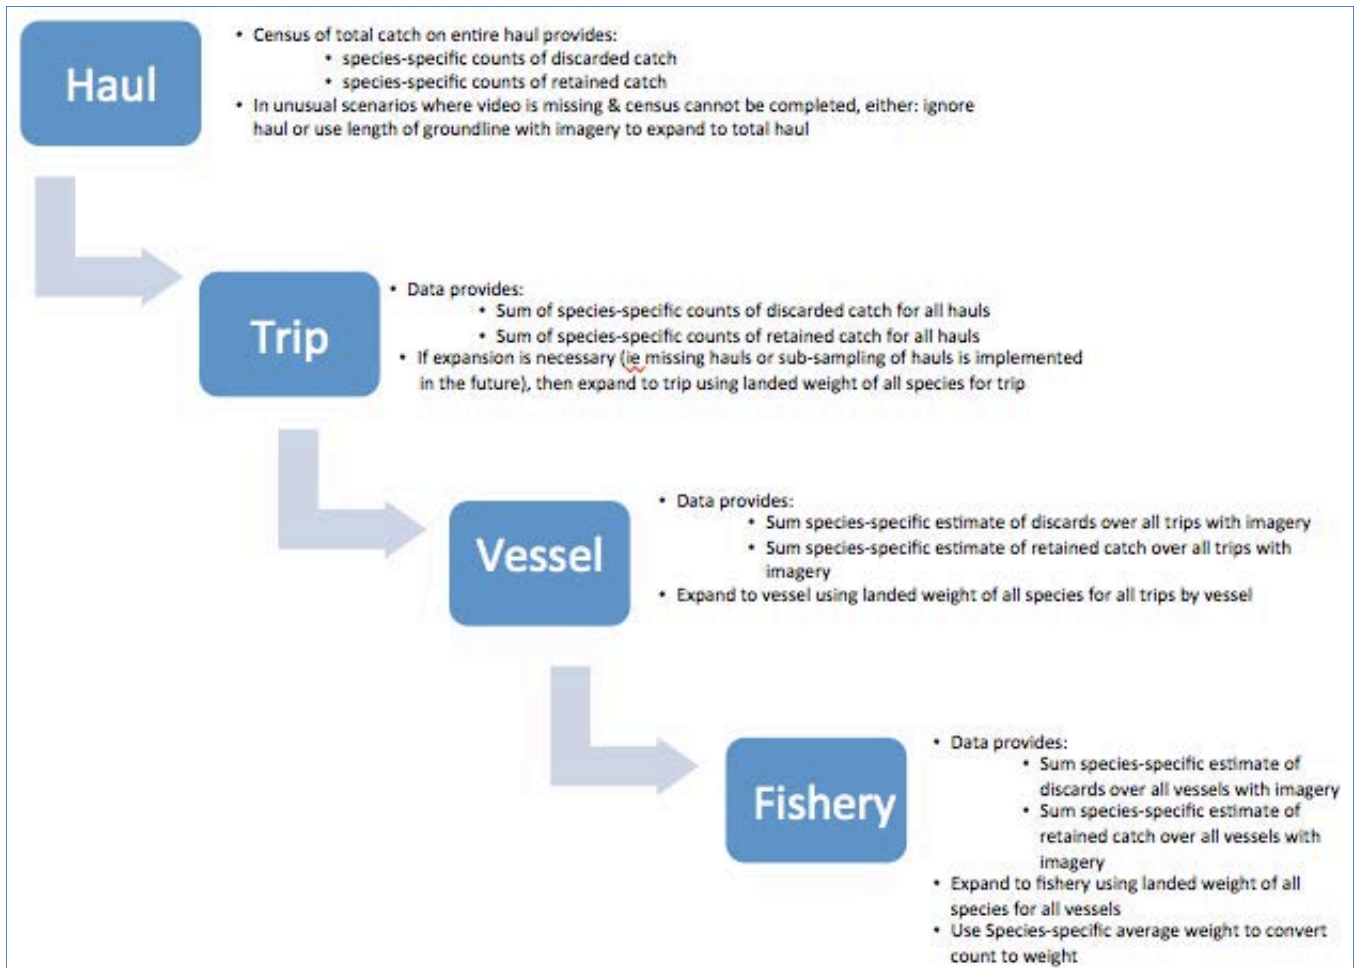 Haul
• Census of total catch on entire haul provides:
• species-specific counts of discarded catch
• species-specific counts of retained catch
• In unusual scenarios where video is missing & census cannot be completed, either: ignore
haul or use length of groundline with imagery to expand to total haul
Trip
• Data provides:
• Sum of species-specific counts of discarded catch for all hauls
• Sum of species-specific counts of retained catch for all hauls
• If expansion is necessary (ie missing hauls or sub-sampling of hauls is implemented
in the future), then expand to trip using landed weight of all species for trip
Vessel
• Data provides:
• Sum species-specific estimate of discards over all trips with imagery
• Sum species-specific estimate of retained catch over all trips with
imagery
• Expand to vessel using landed weight of all species for all trips by vessel
Fishery
• Data provides:
• Sum species-specific estimate of
discards over all vessels with imagery
• Sum species-specific estimate of
retained catch over all vessels with
imagery
• Expand to fishery using landed weight of all
species for all vessels
• Use Species-specific average weight to convert
count to weight